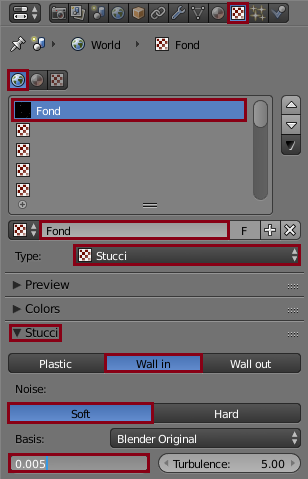 World Fond
Fond
Fond F
Type: Stucci
Preview
Colors
Stucci
Plastic Wall in Wall out
Noise:
Soft Hard
Basis: Blender Original
0.005 Turbulence: 5.00